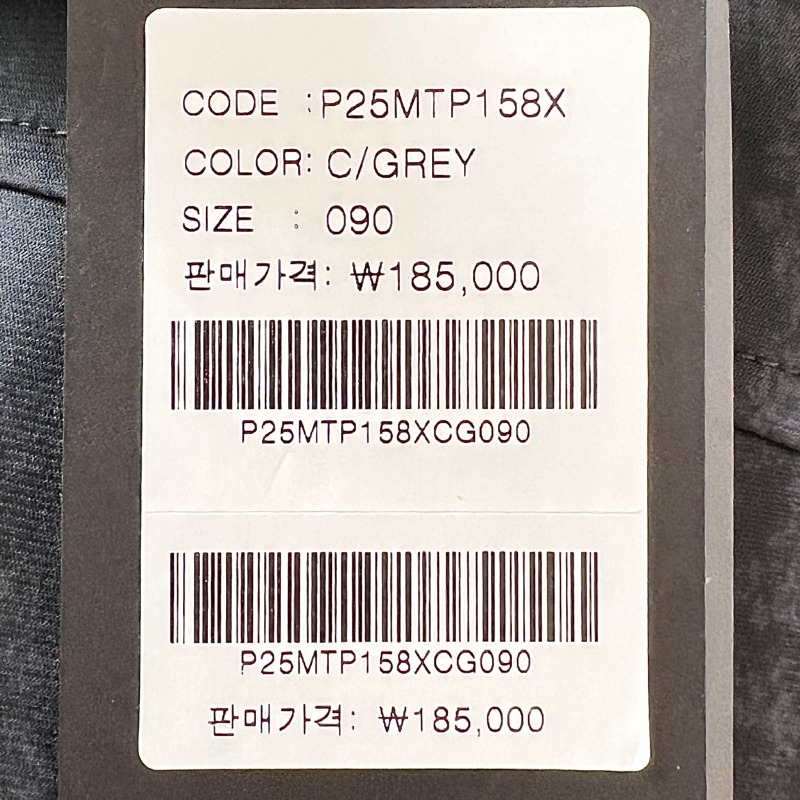 CODE : P25MTP158X
COLOR: C/GREY
SIZE : 090
판매가격: ₩185,000
P25MTP158XCG090
P25MTP158XCG090
판매가격: ₩185,000